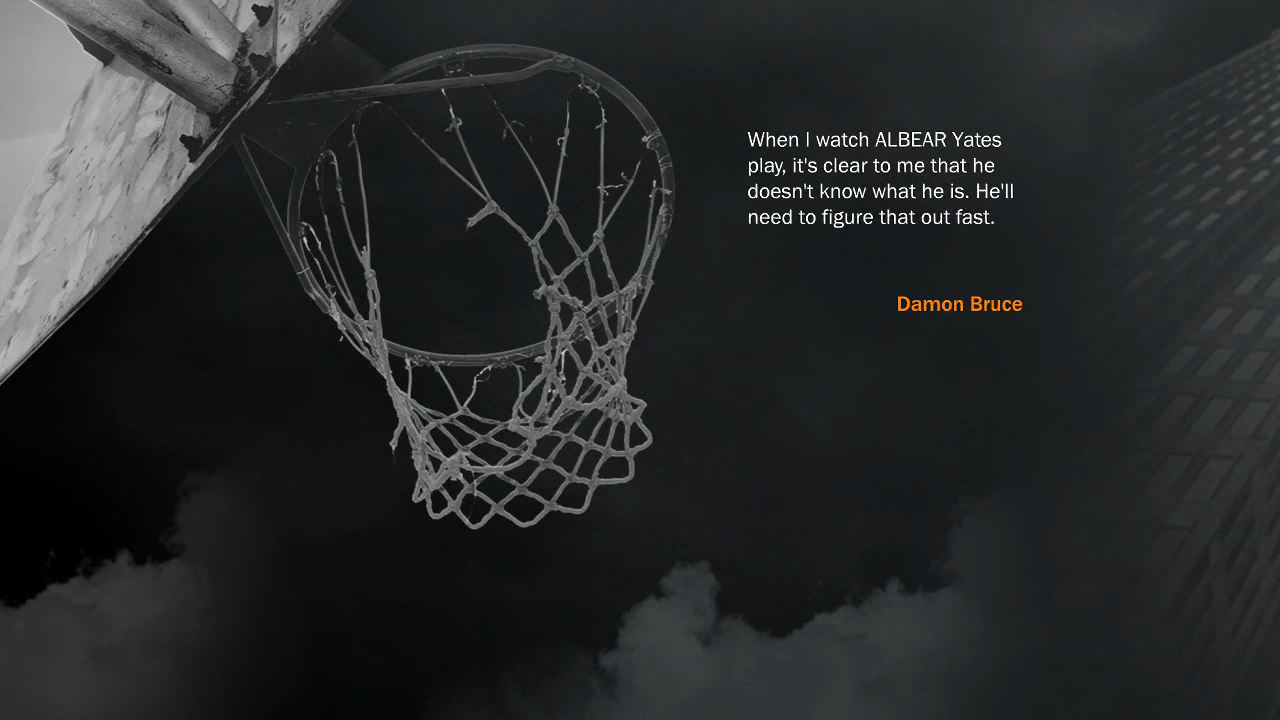 When I watch ALBEAR Yates
play, it's clear to me that he
doesn't know what he is. He'll
need to figure that out fast.
Damon Bruce